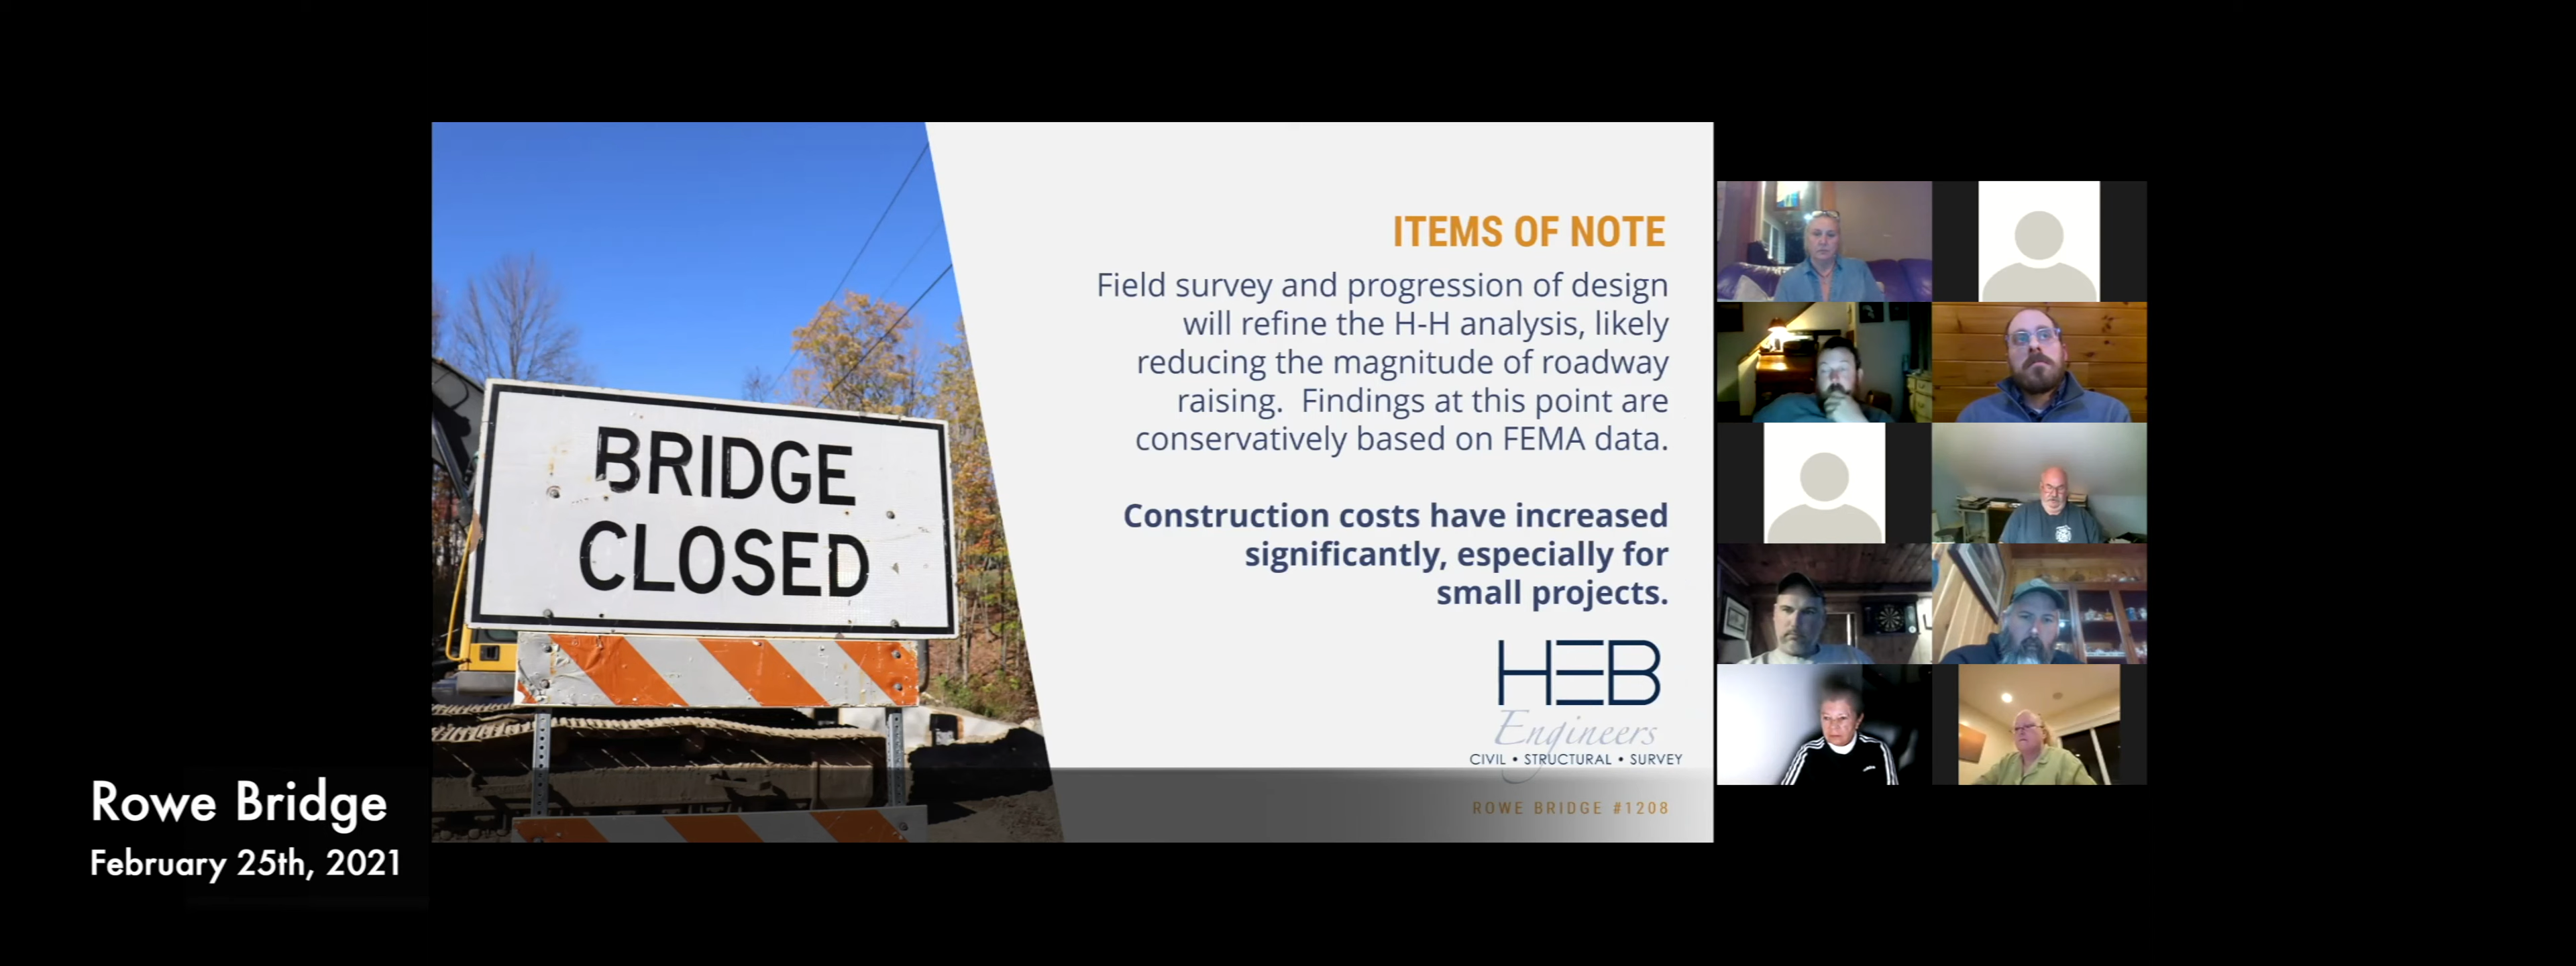 BRIDGE
CLOSED
ITEMS OF NOTE
Field survey and progression of design
will refine the H-H analysis, likely
reducing the magnitude of roadway
raising. Findings at this point are
conservatively based on FEMA data.
Construction costs have increased
significantly, especially for
small projects.
HEB
Engineers
CIVIL • STRUCTURAL • SURVEY
ROWE BRIDGE #1208
Rowe Bridge
February 25th, 2021